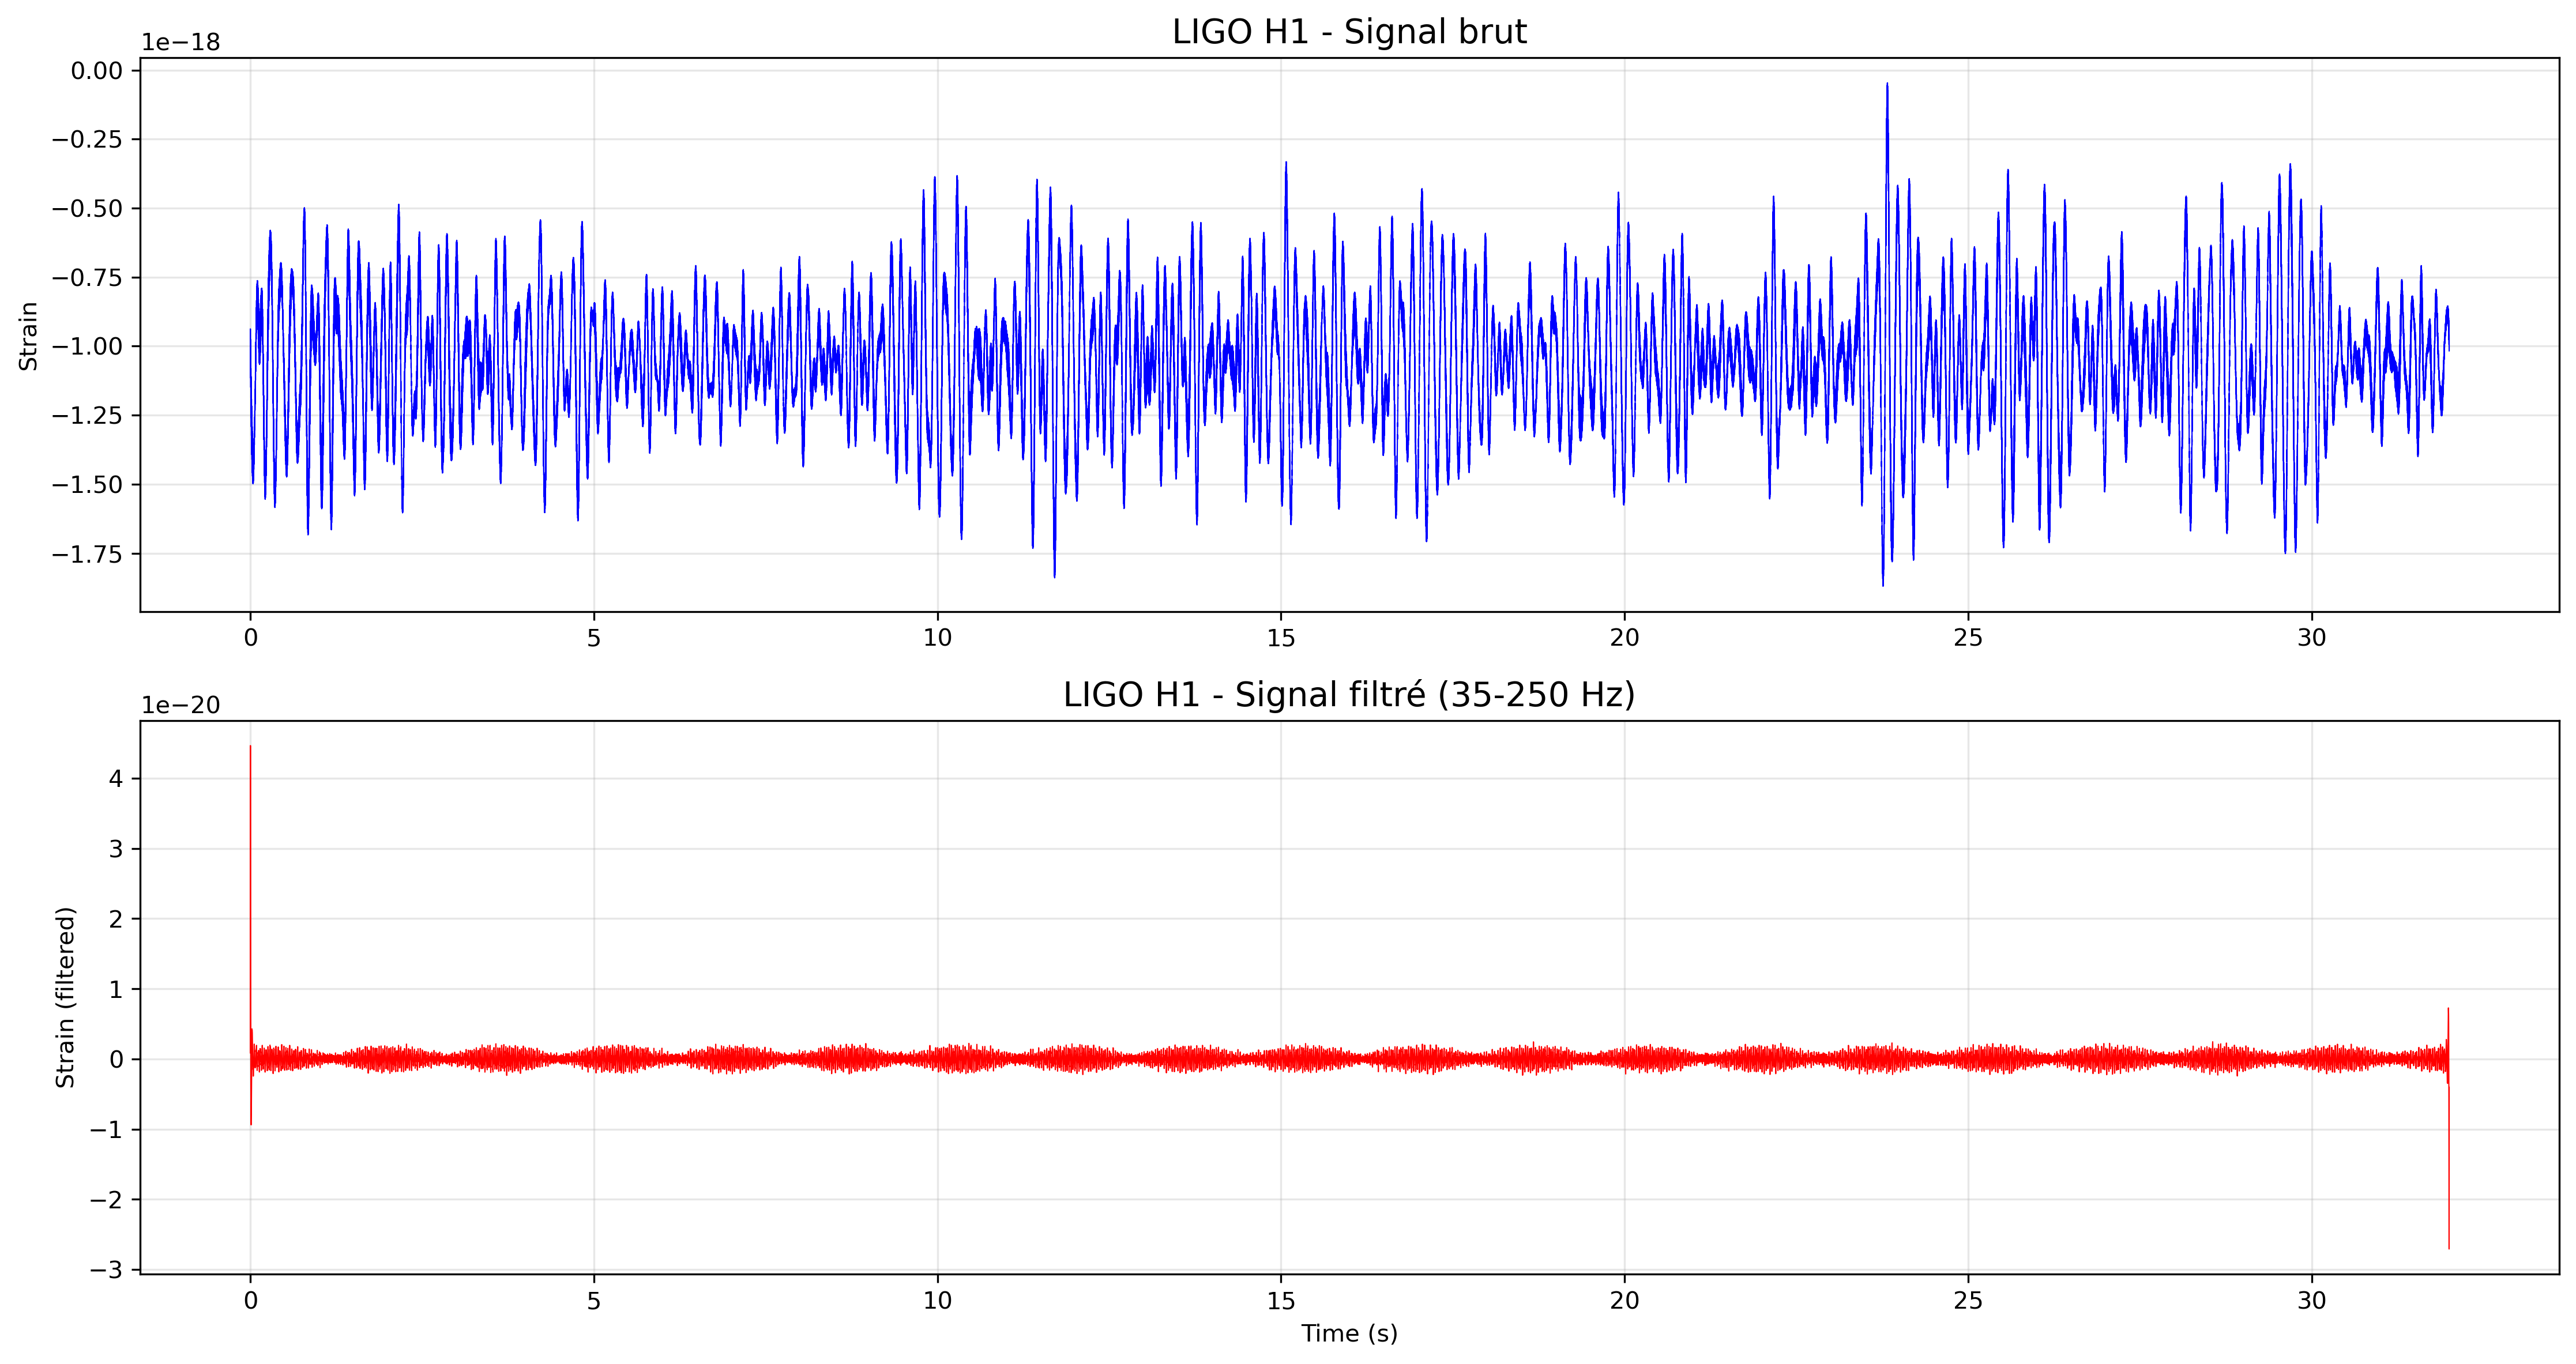 LIGO H1 - Signal brut
1e−18
0.00
−0.25
−0.50
−0.75
−1.00
−1.25
−1.50
−1.75
Strain
0 5 10 15 20 25 30
LIGO H1 - Signal filtré (35-250 Hz)
1e−20
4
3
2
1
0
−1
−2
−3
Strain (filtered)
0 5 10 15 20 25 30
Time (s)